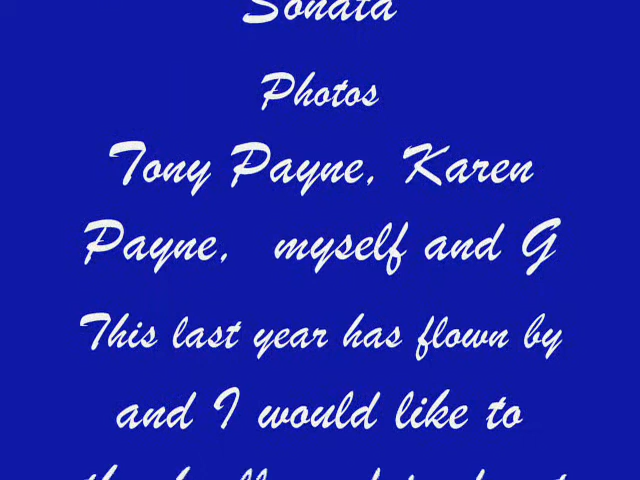 Sonata
Photos
Tony Payne, Karen
Payne, myself and G
This last year has flown by
and I would like to